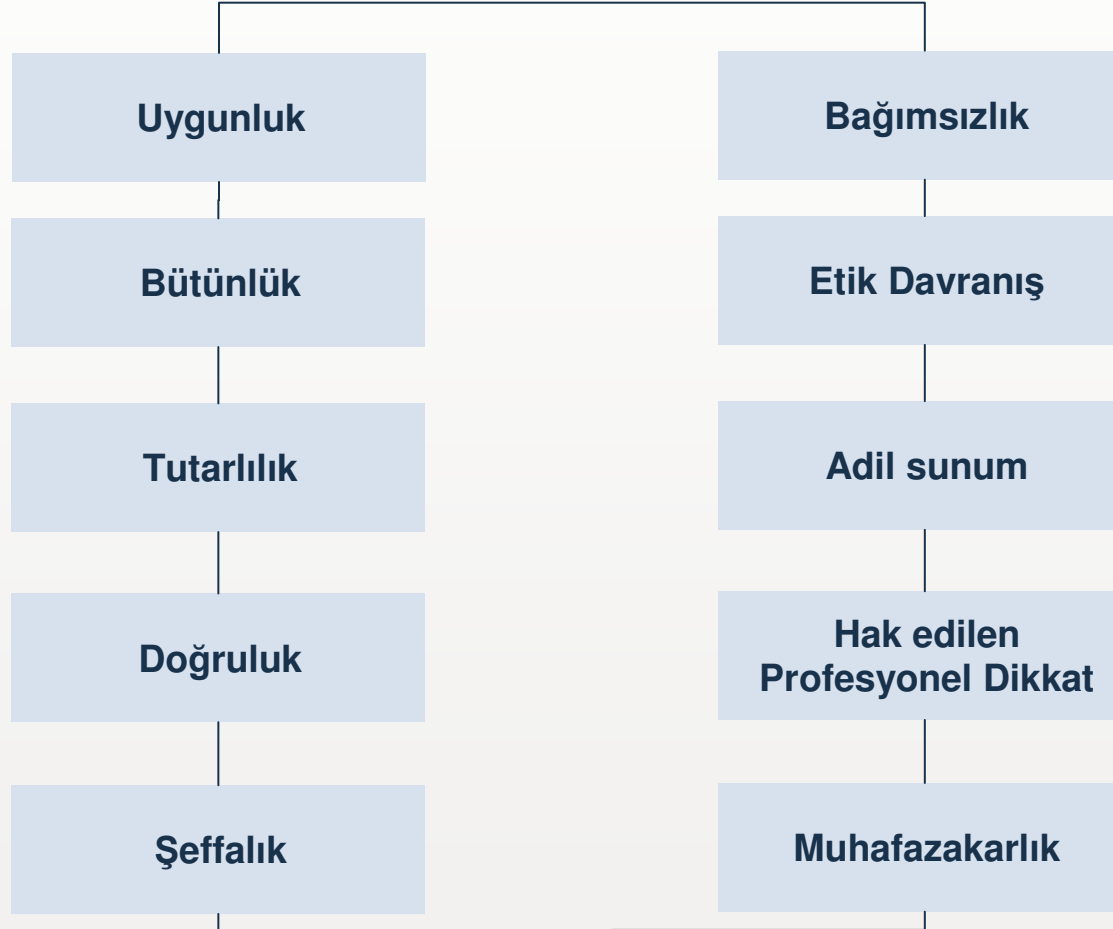 Uygunluk
Bütünlük
Tutarlılık
Doğruluk
Şeffalık
Bağımsızlık
Etik Davranış
Adil sunum
Hak edilen
Profesyonel Dikkat
Muhafazakarlık